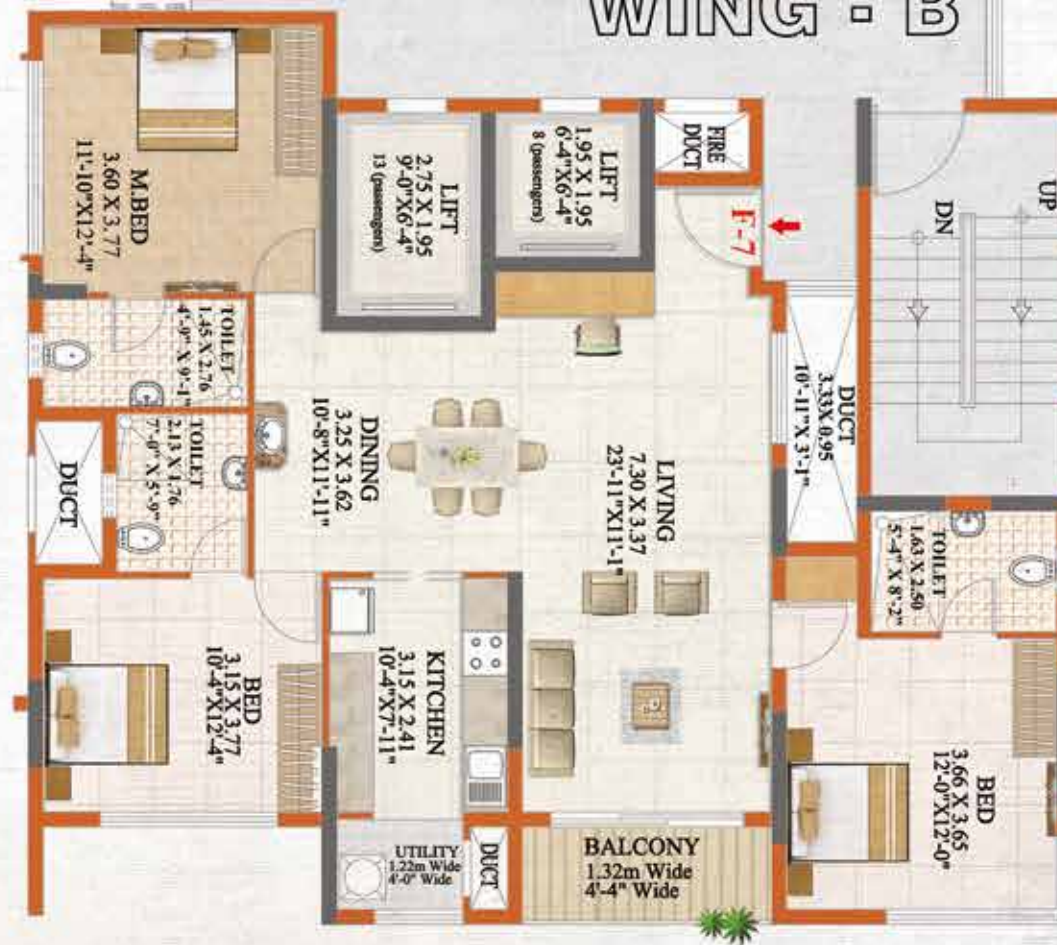 WING - B
UP
DN
FIRE
DUCT
LIFT
1.95 X 1.95
6'-4"X6'-4"
8 (passengers)
LIFT
2.75 X 1.95
9'-0"X6'-4"
13 (passengers)
F-7
M.BED
3.60 X 3.77
11'-10"X12'-4"
TOILET
1.45 X 2.76
4'-9" X 9'-1"
DUCT
3.33X 0.95
10'-11" X 3'-1"
TOILET
2.13 X 1.76
7'-0" X 5'-9"
DUCT
DINING
3.25 X 3.62
10'-8"X11'-11"
LIVING
7.30 X 3.37
23'-11"X11'-1"
TOILET
1.63 X 2.50
5'-4" X 8'-2"
BED
3.15 X 3.77
10'-4"X12'-4"
KITCHEN
3.15 X 2.41
10'-4"X7'-11"
BED
3.66 X 3.65
12'-0"X12'-0"
UTILITY
1.22m Wide
4'-0" Wide
DUCT
BALCONY
1.32m Wide
4'-4" Wide